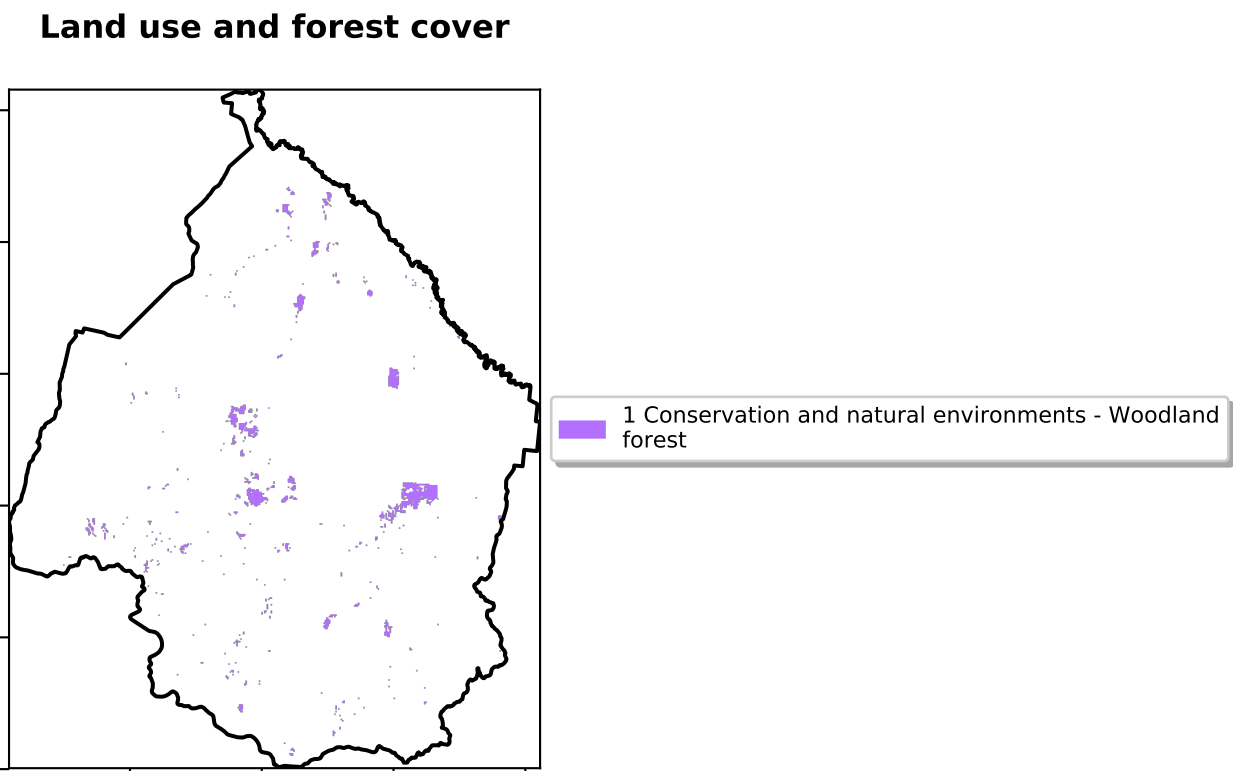 Land use and forest cover
1 Conservation and natural environments - Woodland
forest